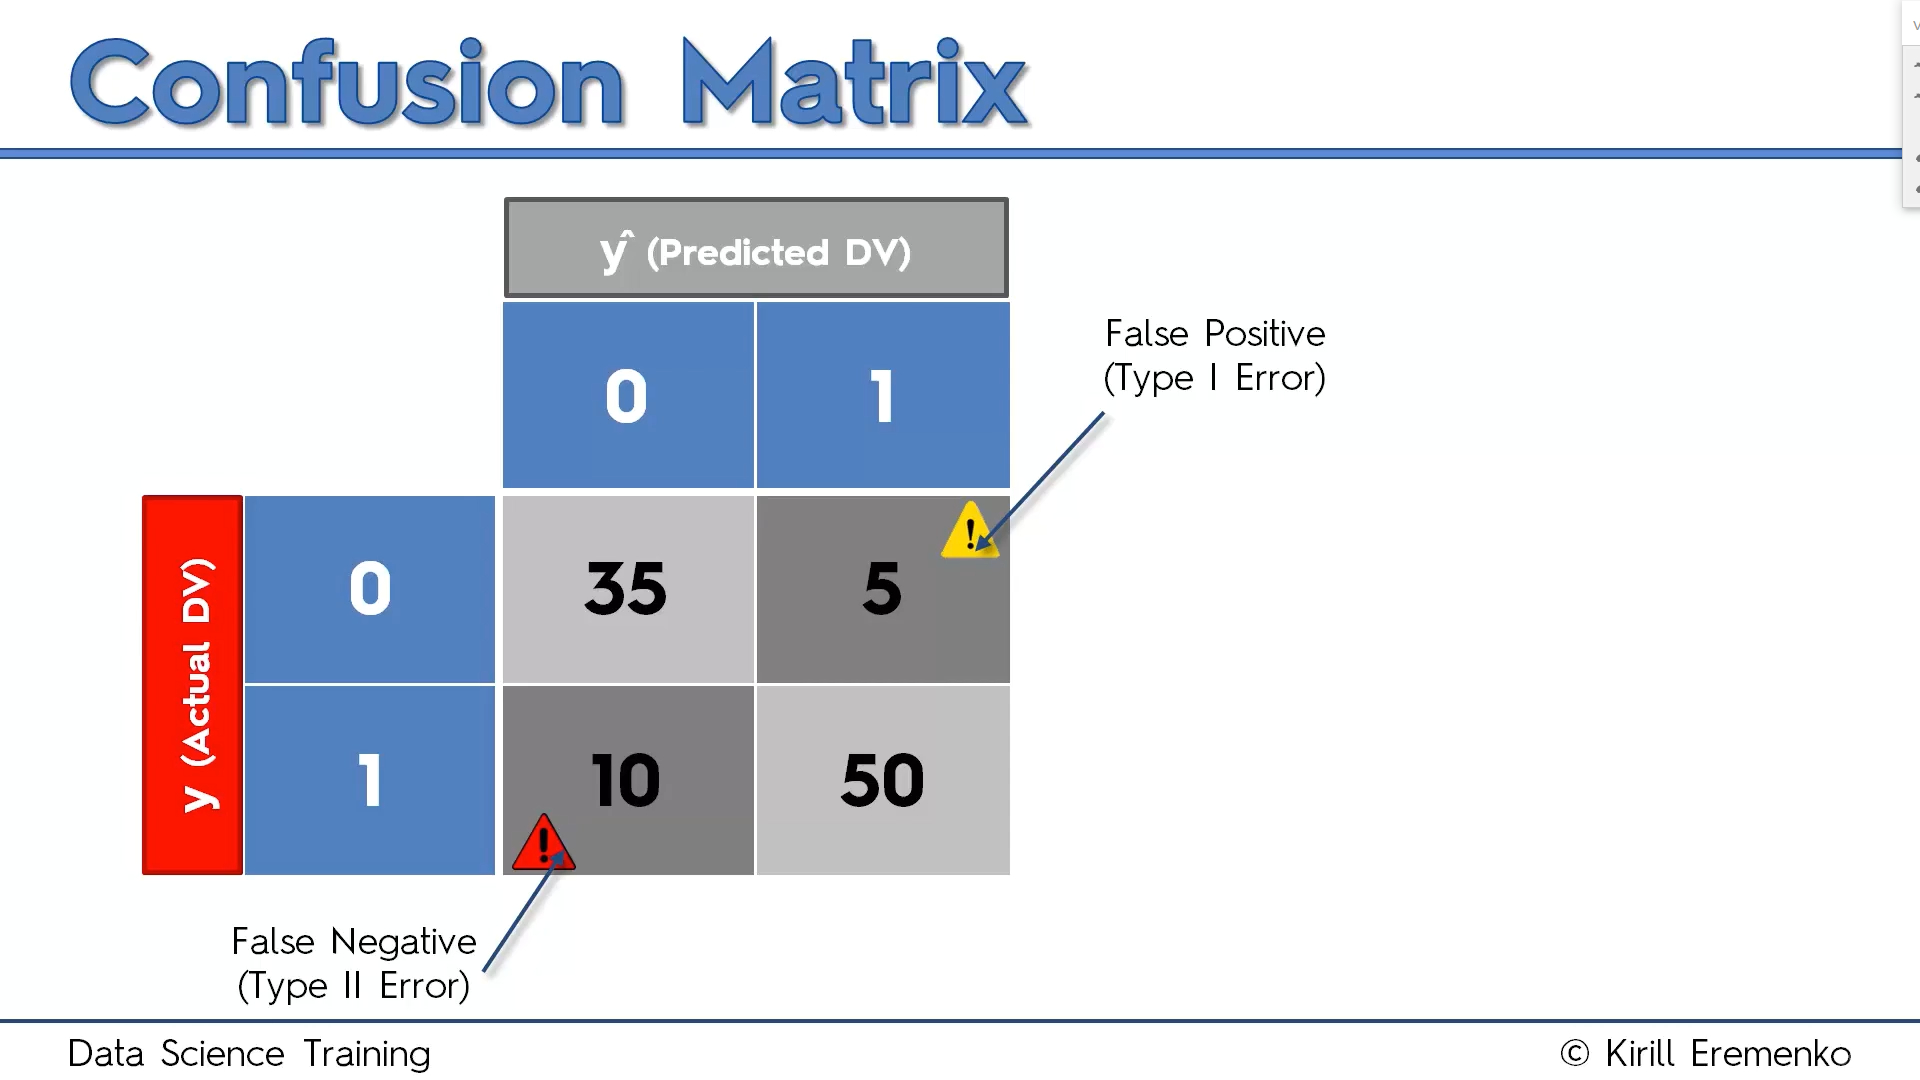 Confusion Matrix
ŷ (Predicted DV)
0 1
False Positive
(Type I Error)
y (Actual DV)
0 35 5
1 10 50
False Negative
(Type II Error)
Data Science Training
© Kirill Eremenko